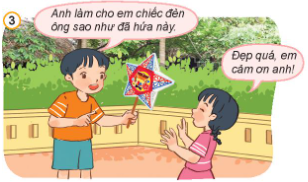 3
Anh làm cho em chiếc đèn
ông sao như đã hứa này.
Đẹp quá, em
cảm ơn anh!